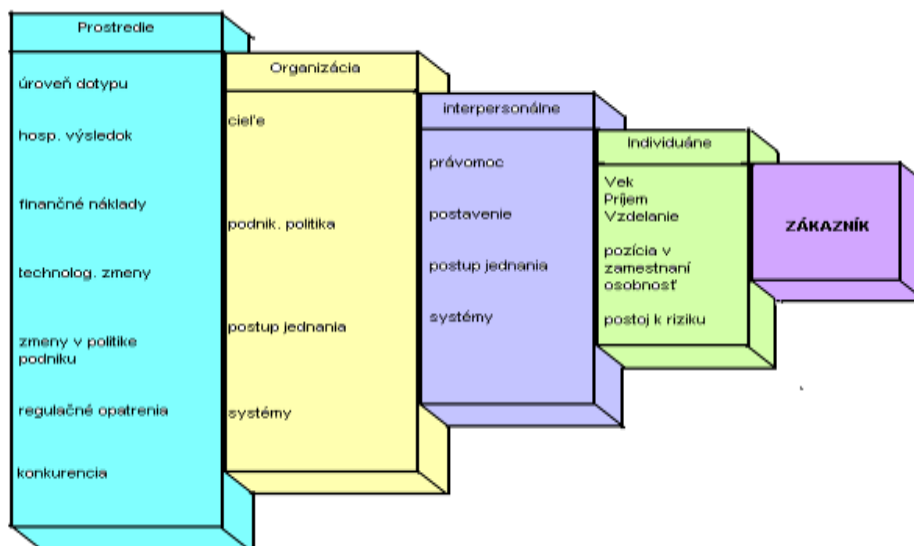 Prostredie
úroveň dotypu
hosp. výsledok
finančné náklady
technolog. zmeny
zmeny v politike
podniku
regulačné opatrenia
konkurencia
Organizácia
cieľe
podnik. politika
postup jednania
systémy
interpersonálne
právomoc
postavenie
postup jednania
systémy
Individuáne
Vek
Príjem
Vzdelanie
pozícia v
zamestnaní
osobnosť
postoj k riziku
ZÁKAZNÍK